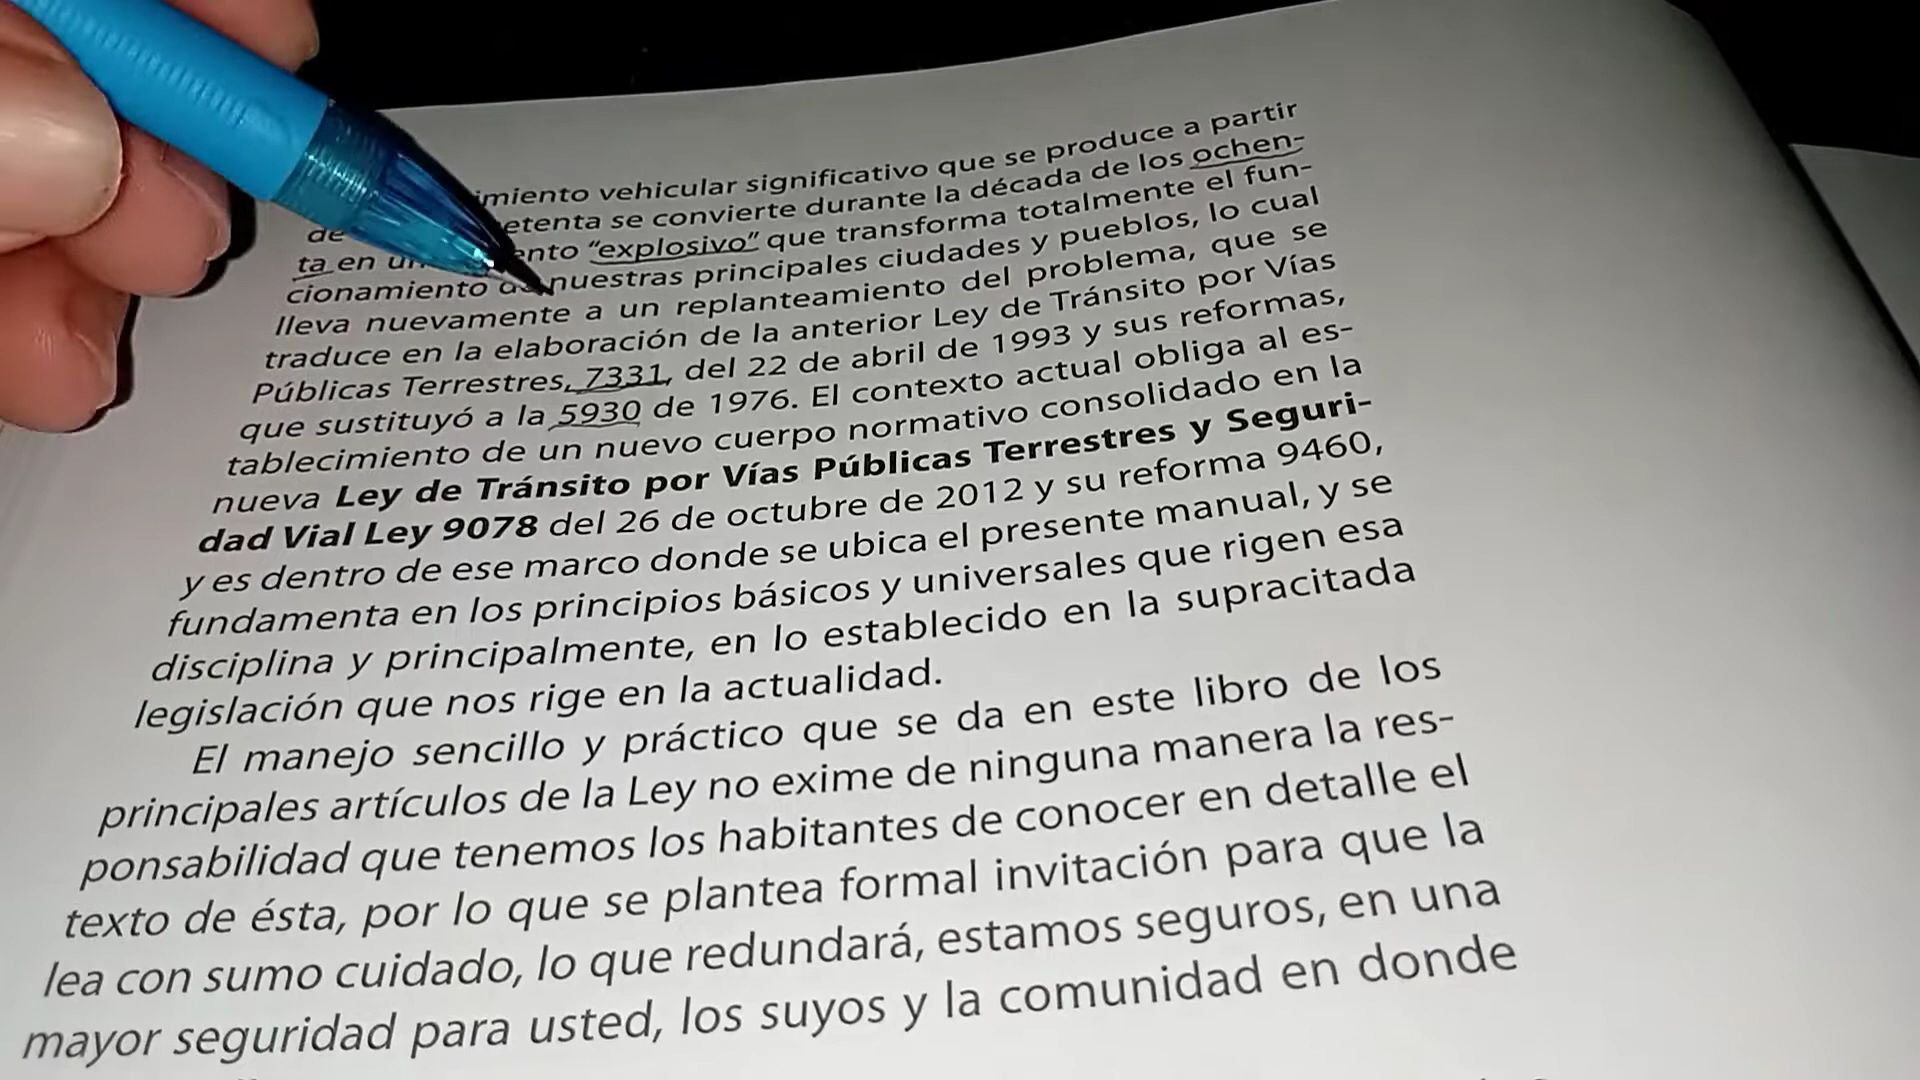 vehicular significativo que se produce a partir
de se convierte durante la década de los ochen-
ta en "explosivo" que transforma totalmente el fun-
cionamiento nuestras principales ciudades y pueblos, lo cual
lleva nuevamente a un replanteamiento del problema, que se
traduce en la elaboración de la anterior Ley de Tránsito por Vías
Públicas Terrestres, 7331, del 22 de abril de 1993 y sus reformas,
que sustituyó a la 5930 de 1976. El contexto actual obliga al es-
tablecimiento de un nuevo cuerpo normativo consolidado en la
nueva Ley de Tránsito por Vías Públicas Terrestres y Seguri-
dad Vial Ley 9078 del 26 de octubre de 2012 y su reforma 9460,
y es dentro de ese marco donde se ubica el presente manual, y se
fundamenta en los principios básicos y universales que rigen esa
disciplina y principalmente, en lo establecido en la supracitada
legislación que nos rige en la actualidad.
El manejo sencillo y práctico que se da en este libro de los
principales artículos de la Ley no exime de ninguna manera la res-
ponsabilidad que tenemos los habitantes de conocer en detalle el
texto de ésta, por lo que se plantea formal invitación para que la
lea con sumo cuidado, lo que redundará, estamos seguros, en una
mayor seguridad para usted, los suyos y la comunidad en donde